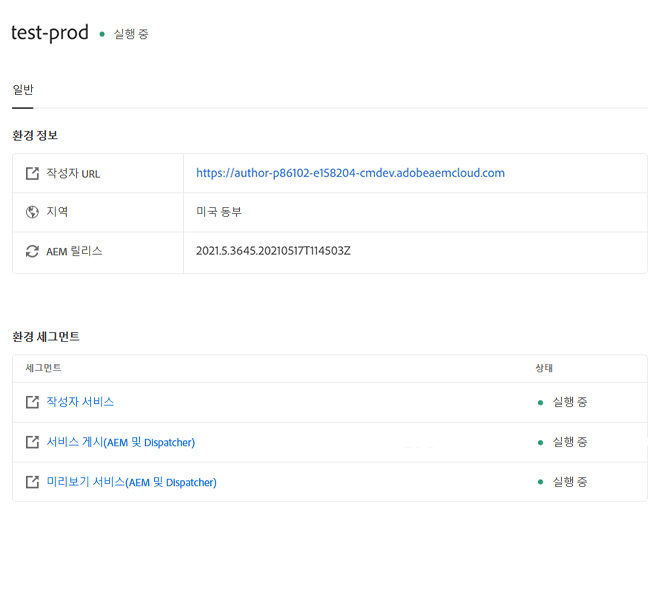 test-prod 실행 중
일반
환경 정보
작성자 URL https://author-p86102-e158204-cmdev.adobeaemcloud.com
지역 미국 동부
AEM 릴리스 2021.5.3645.20210517T114503Z
환경 세그먼트
세그먼트 상태
작성자 서비스 실행 중
서비스 게시(AEM 및 Dispatcher) 실행 중
미리보기 서비스(AEM 및 Dispatcher) 실행 중